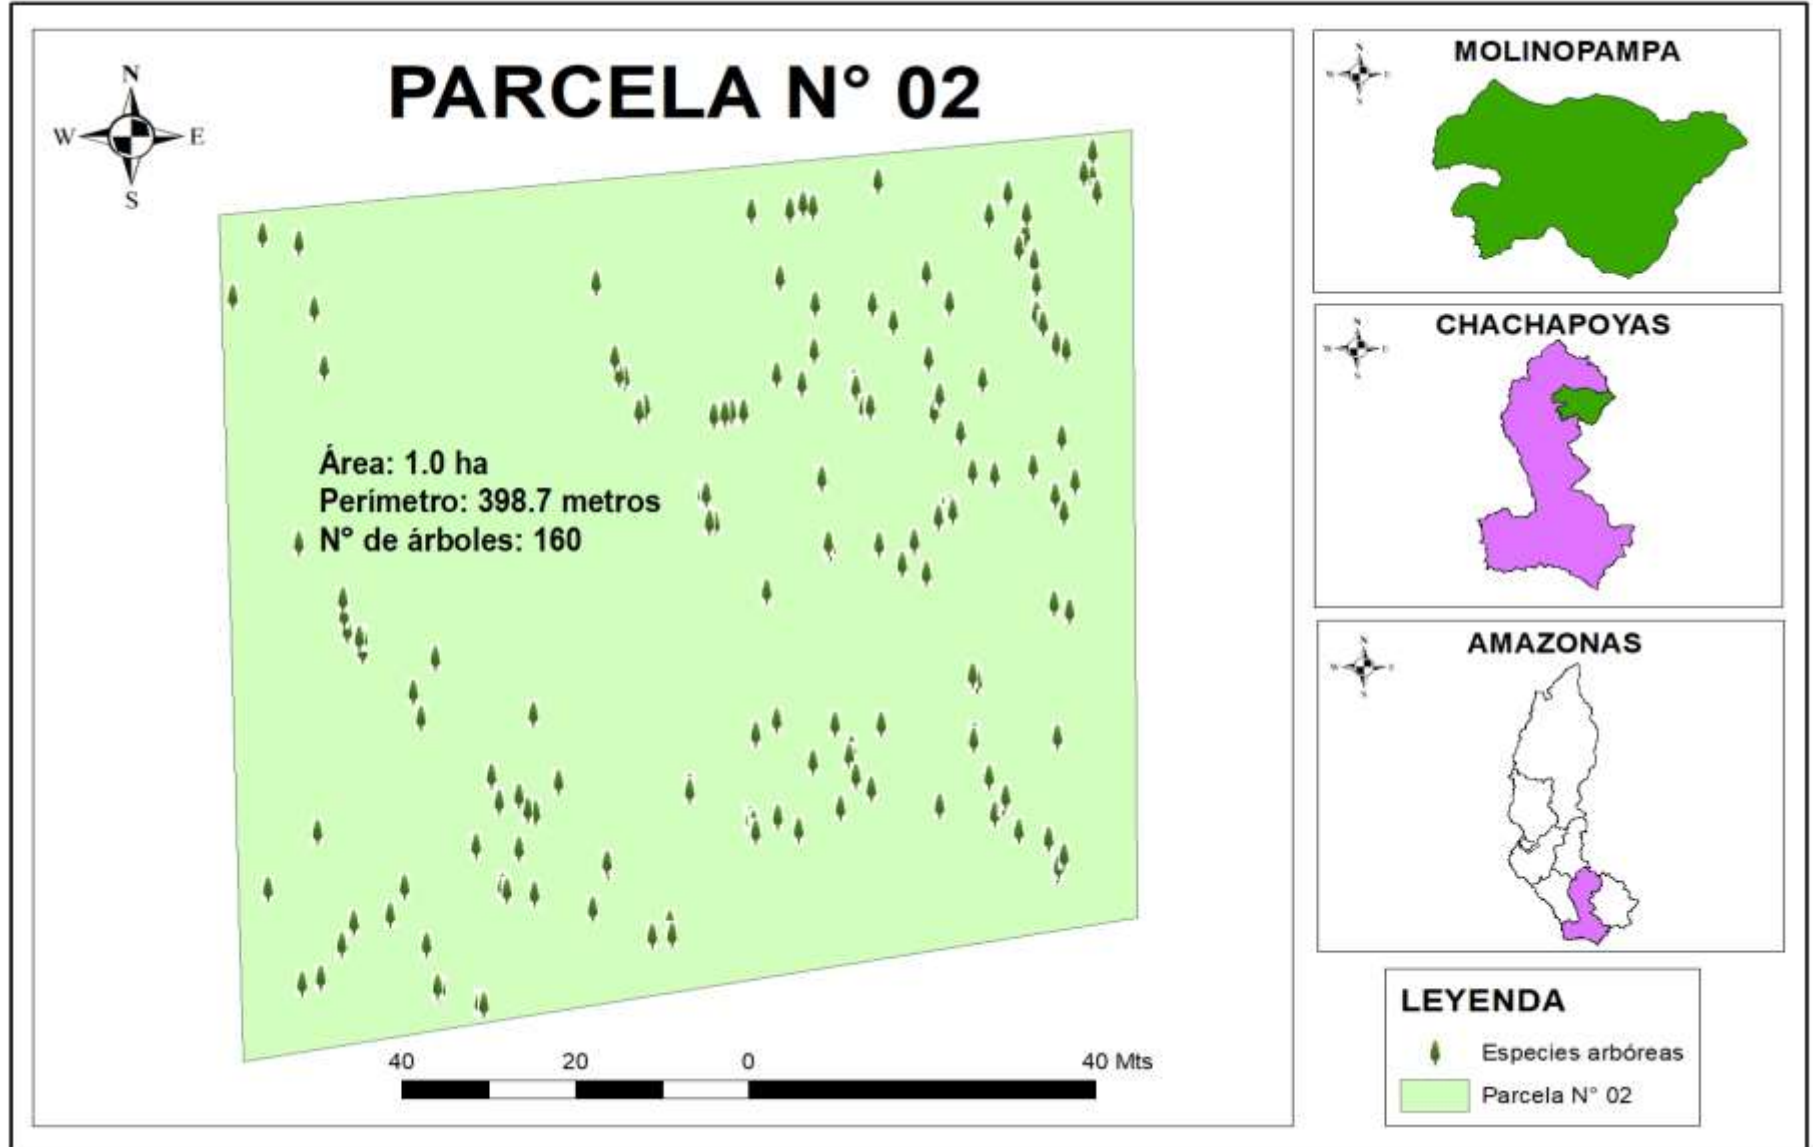 PARCELA N° 02
N
W E
S
Área: 1.0 ha
Perímetro: 398.7 metros
N° de árboles: 160
40 20 0 40 Mts
MOLINOPAMPA
N
W E
S
CHACHAPOYAS
N
W E
S
AMAZONAS
N
W E
S
LEYENDA
Especies arbóreas
Parcela N° 02